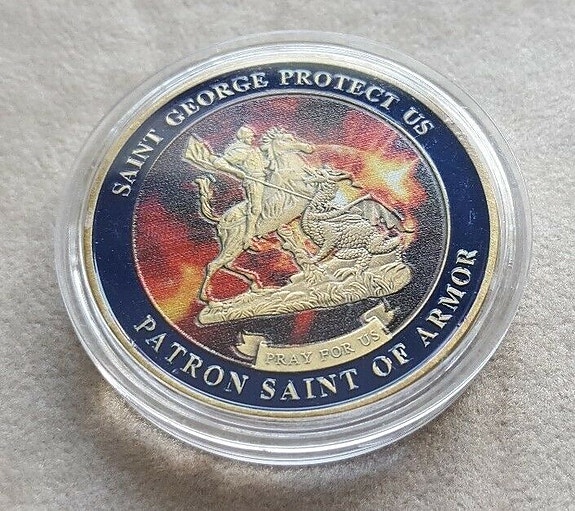 SAINT GEORGE PROTECT US
PRAY FOR US
PATRON SAINT OF ARMOR